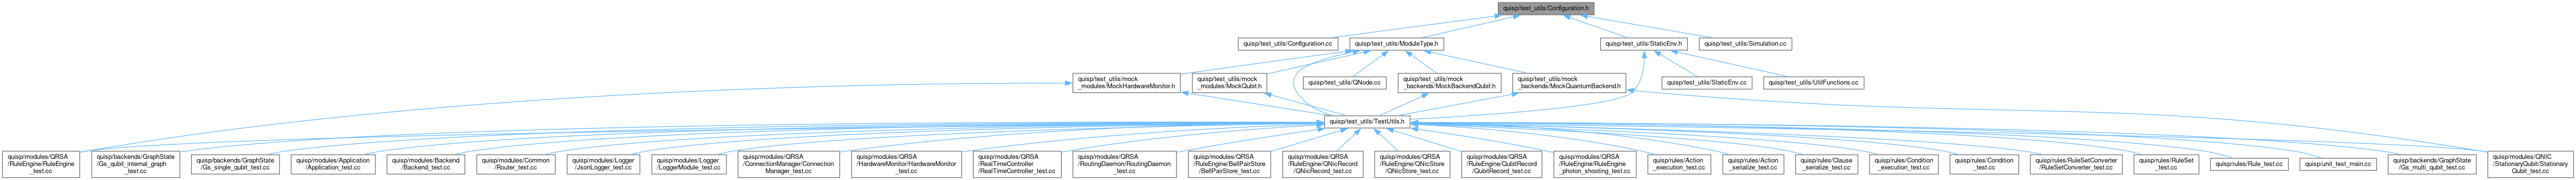 quisp/test_utils/Configuration.h
quisp/test_utils/Configuration.cc
quisp/test_utils/ModuleType.h
quisp/test_utils/StaticEnv.h
quisp/test_utils/Simulation.cc
quisp/test_utils/mock
_modules/MockHardwareMonitor.h
quisp/test_utils/mock
_modules/MockQubit.h
quisp/test_utils/QNode.cc
quisp/test_utils/mock
_backends/MockBackendQubit.h
quisp/test_utils/mock
_backends/MockQuantumBackend.h
quisp/test_utils/StaticEnv.cc
quisp/test_utils/UtilFunctions.cc
quisp/test_utils/TestUtils.h
quisp/modules/QRSA
/RuleEngine/RuleEngine
_test.cc
quisp/backends/GraphState
/Gs_qubit_internal_graph
_test.cc
quisp/backends/GraphState
/Gs_single_qubit_test.cc
quisp/modules/Application
/Application_test.cc
quisp/modules/Backend
/Backend_test.cc
quisp/modules/Common
/Router_test.cc
quisp/modules/Logger
/JsonLogger_test.cc
quisp/modules/Logger
/LoggerModule_test.cc
quisp/modules/QRSA
/ConnectionManager/Connection
Manager_test.cc
quisp/modules/QRSA
/HardwareMonitor/HardwareMonitor
_test.cc
quisp/modules/QRSA
/RealTimeController
/RealTimeController_test.cc
quisp/modules/QRSA
/RoutingDaemon/RoutingDaemon
_test.cc
quisp/modules/QRSA
/RuleEngine/BellPairStore
/BellPairStore_test.cc
quisp/modules/QRSA
/RuleEngine/QNicRecord
/QNicRecord_test.cc
quisp/modules/QRSA
/RuleEngine/QNicStore
/QNicStore_test.cc
quisp/modules/QRSA
/RuleEngine/QubitRecord
/QubitRecord_test.cc
quisp/modules/QRSA
/RuleEngine/RuleEngine
_photon_shooting_test.cc
quisp/rules/Action
_execution_test.cc
quisp/rules/Action
_serialize_test.cc
quisp/rules/Clause
_serialize_test.cc
quisp/rules/Condition
_execution_test.cc
quisp/rules/Condition
_test.cc
quisp/rules/RuleSetConverter
/RuleSetConverter_test.cc
quisp/rules/RuleSet
_test.cc
quisp/rules/Rule_test.cc
quisp/unit_test_main.cc
quisp/backends/GraphState
/Gs_multi_qubit_test.cc
quisp/modules/QNIC
/StationaryQubit/Stationary
Qubit_test.cc